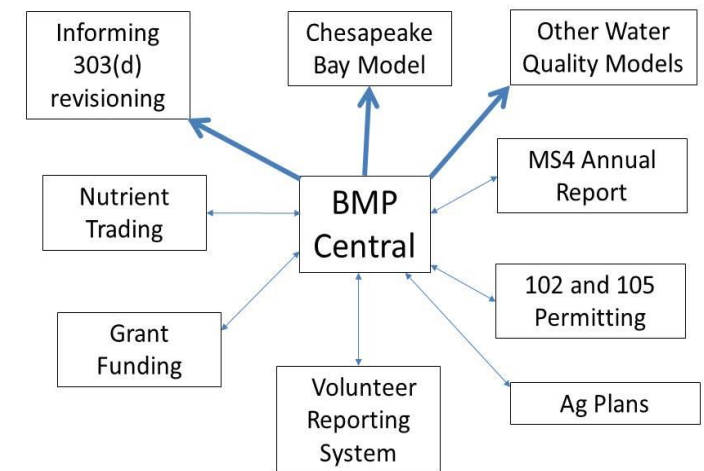 Informing
303(d)
revisioning
Chesapeake
Bay Model
Other Water
Quality Models
Nutrient
Trading
BMP
Central
MS4 Annual
Report
Grant
Funding
102 and 105
Permitting
Volunteer
Reporting
System
Ag Plans